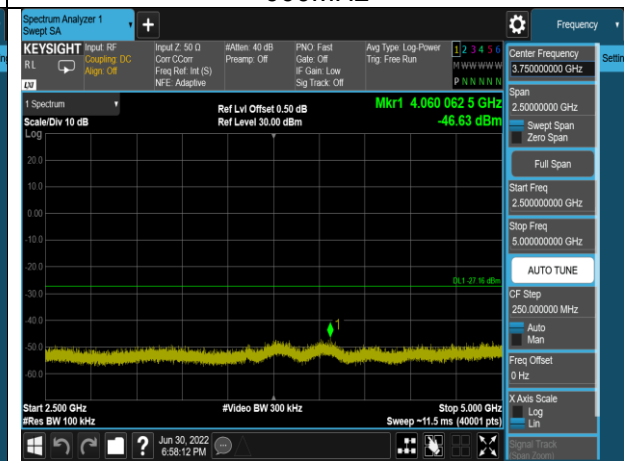 Spectrum Analyzer 1
Swept SA
+
Frequency
KEYSIGHT
RL
Input: RF
Coupling: DC
Align: Off
Input Z: 50 Ω
Corr CCorr
Freq Ref: Int (S)
NFE: Adaptive
#Atten: 40 dB
Preamp: Off
PNO: Fast
Gate: Off
IF Gain: Low
Sig Track: Off
Avg Type: Log-Power
Trig: Free Run
1 2 3 4 5 6
M W W W W W
P N N N N N
Center Frequency
3.750000000 GHz
Settin
1 Spectrum
Scale/Div 10 dB
Log
Ref Lvl Offset 0.50 dB
Ref Level 30.00 dBm
Mkr1 4.060 062 5 GHz
-46.63 dBm
Span
2.50000000 GHz
Swept Span
Zero Span
Full Span
Start Freq
2.500000000 GHz
Stop Freq
5.000000000 GHz
AUTO TUNE
CF Step
250.000000 MHz
Auto
Man
Freq Offset
0 Hz
X Axis Scale
Log
Lin
Signal Track
(Span Zoom)
20.0
10.0
0.00
-10.0
-20.0
DL1 -27.16 dBm
-30.0
-40.0
1
-50.0
-60.0
Start 2.500 GHz
#Video BW 300 kHz
Stop 5.000 GHz
#Res BW 100 kHz
Sweep ~11.5 ms (40001 pts)
?
Jun 30, 2022
6:58:12 PM